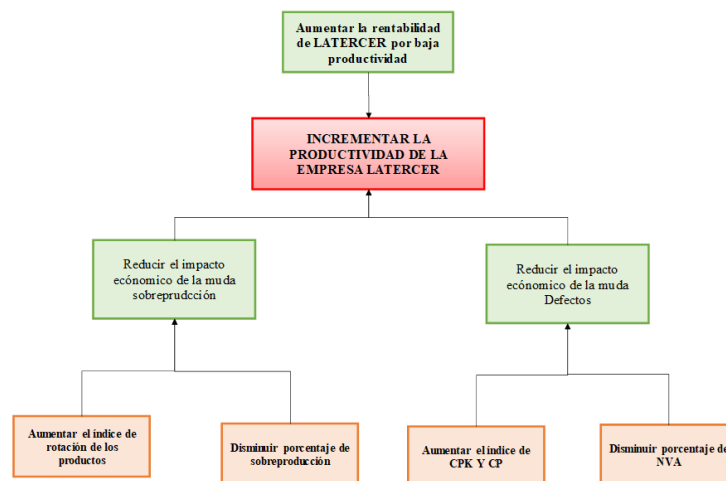 Aumentar la rentabilidad
de LATERCER por baja
productividad
INCREMENTAR LA
PRODUCTIVIDAD DE LA
EMPRESA LATERCER
Reducir el impacto
ecónomico de la muda
sobreprudcción
Reducir el impacto
ecónomico de la muda
Defectos
Aumentar el índice de
rotación de los
productos
Disminuir porcentaje de
sobreproducción
Aumentar el índice de
CPK Y CP
Disminuir porcentaje de
NVA